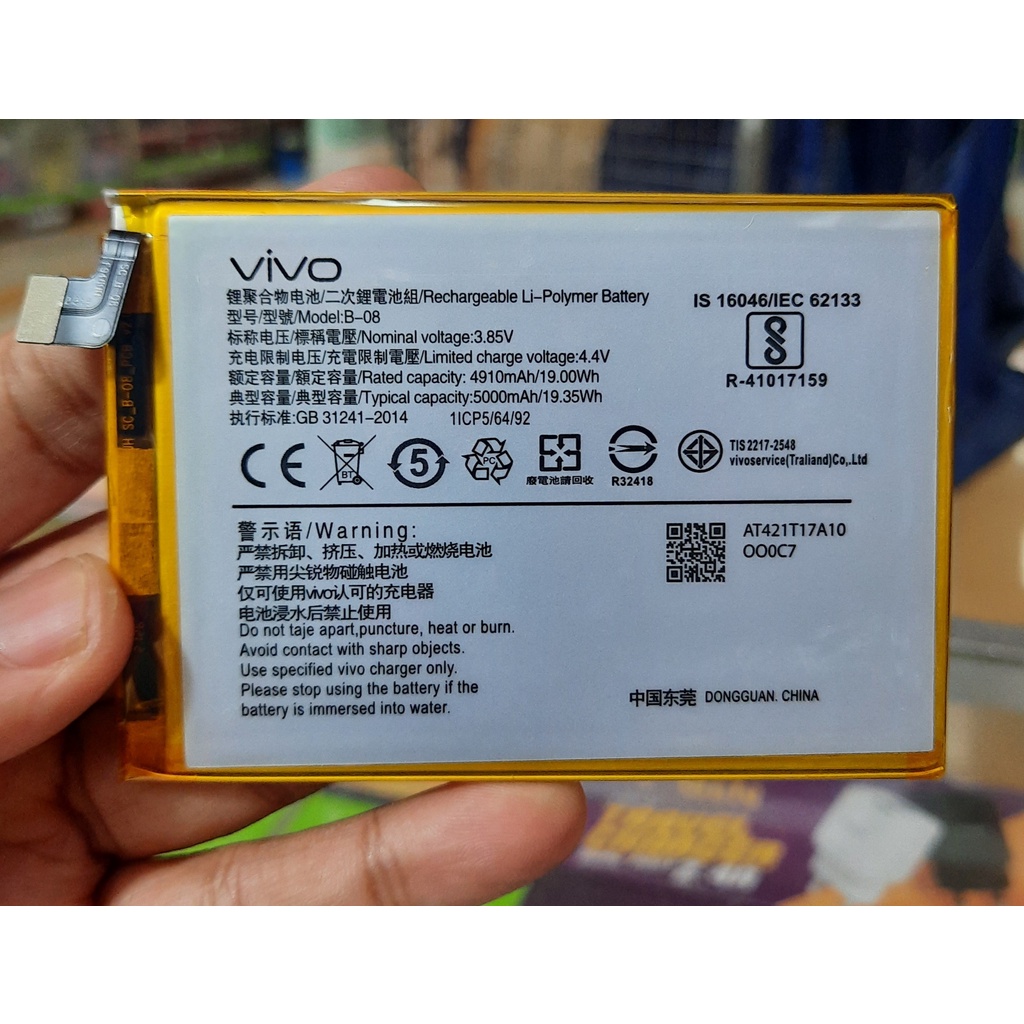 vivo
锂聚合物电池/二次鋰電池組/Rechargeable Li-Polymer Battery
型号/型號/Model:B-08
标称电压/標稱電壓/Nominal voltage:3.85V
充电限制电压/充電限制電壓/Limited charge voltage:4.4V
额定容量/額定容量/Rated capacity: 4910mAh/19.00Wh
典型容量/典型容量/Typical capacity:5000mAh/19.35Wh
执行标准:GB 31241-2014 1ICP5/64/92
IS 16046/IEC 62133
R-41017159
CE
BT
5
PC
廢電池請回收
R32418
TIS 2217-2548
vivoservice(Traliand)Co,.Ltd
警示语/Warning:
严禁拆卸、挤压、加热或燃烧电池
严禁用尖锐物碰触电池
仅可使用vivo认可的充电器
电池浸水后禁止使用
Do not taje apart,puncture, heat or burn.
Avoid contact with sharp objects.
Use specified vivo charger only.
Please stop using the battery if the
battery is immersed into water.
AT421T17A10
OO0C7
中国东莞 DONGGUAN. CHINA